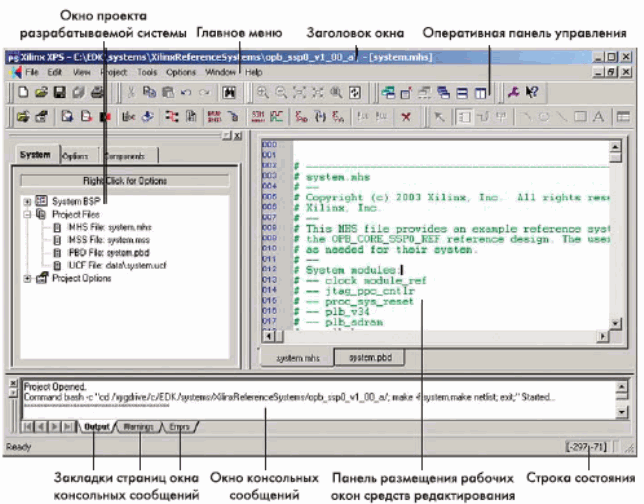 Окно проекта
разрабатываемой системы
Главное меню
Заголовок окна
Оперативная панель управления
Xilinx XPS - C:\EDK\systems\XilinxReferenceSystems\opb_ssp0_v1_00_a/ - [system.mhs]
File Edit View Project Tools Options Window Help
System Options Components
Right Click for Options
System BSP
Project Files
MHS File: system.mhs
MSS File: system.mss
PBD File: system.pbd
UCF File: data\system.ucf
Project Options
000
001 # ————————
002 # system.mhs
003 # —
004 # Copyright (c) 2003 Xilinx, Inc. All rights rese
005 # Xilinx, Inc.
006 # —
007 # This MHS file provides an example reference syst
008 # the OPB_CORE_SSP0_REF reference design. The user
009 # as needed for their system.
# —
012 # System modules:
013 # — clock_module_ref
014 # — jtag_ppc_cntlr
015 # — proc_sys_reset
016 # — plb_v34
017 # — plb_sdram
system.mhs system.pbd
Project Opened.
Command bash -c "cd /xygdrive/c/EDK/systems/XilinxReferenceSystems/opb_ssp0_v1_00_a/; make -f system.make netlist; exit;" Started...
Output Warnings Errors
Ready
[-297,-71]
Закладки страниц окна
консольных сообщений
Окно консольных
сообщений
Панель размещения рабочих
окон средств редактирования
Строка состояния